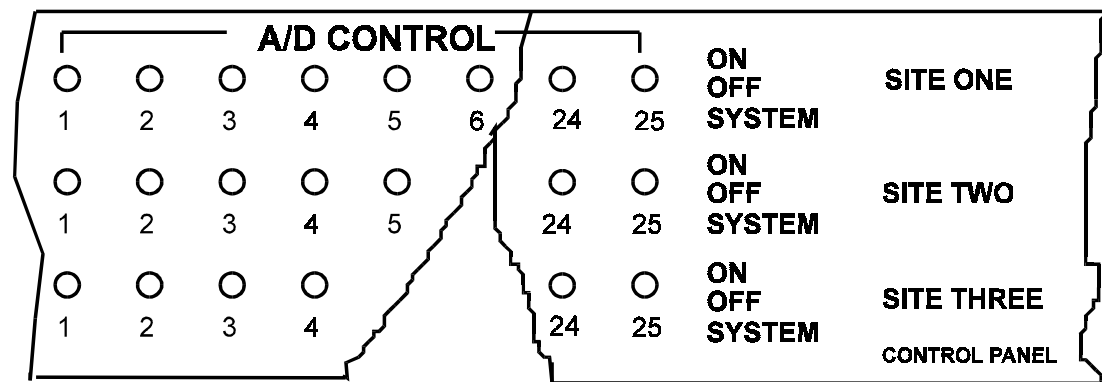 A/D CONTROL
ON
OFF
SYSTEM
SITE ONE
1 2 3 4 5 6 24 25
ON
OFF
SYSTEM
SITE TWO
1 2 3 4 5 24 25
ON
OFF
SYSTEM
SITE THREE
1 2 3 4 24 25
CONTROL PANEL